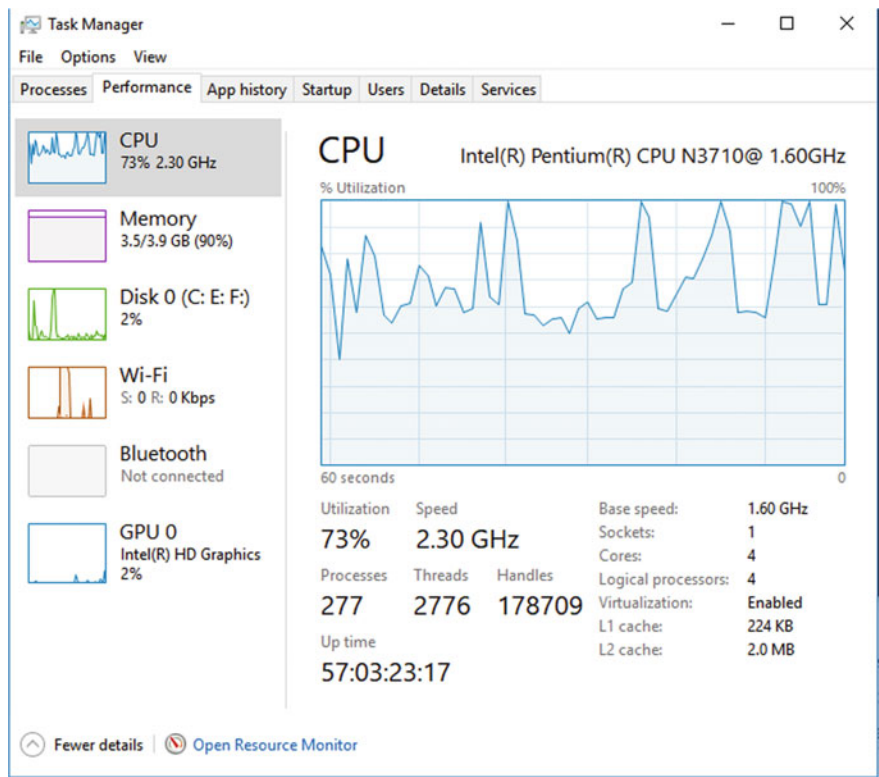 Task Manager
File Options View
Processes Performance App history Startup Users Details Services
CPU
73% 2.30 GHz
Memory
3.5/3.9 GB (90%)
Disk 0 (C: E: F:)
2%
Wi-Fi
S: 0 R: 0 Kbps
Bluetooth
Not connected
GPU 0
Intel(R) HD Graphics
2%
CPU Intel(R) Pentium(R) CPU N3710@ 1.60GHz
% Utilization 100%
60 seconds 0
Utilization Speed
73% 2.30 GHz
Processes Threads Handles
277 2776 178709
Up time
57:03:23:17
Base speed: 1.60 GHz
Sockets: 1
Cores: 4
Logical processors: 4
Virtualization: Enabled
L1 cache: 224 KB
L2 cache: 2.0 MB
Fewer details Open Resource Monitor